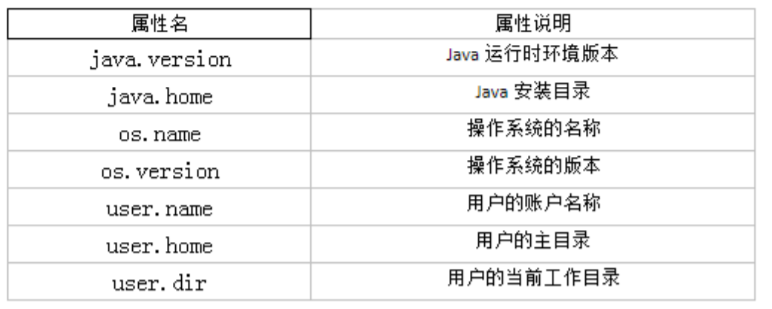 属性名 属性说明
java.version Java 运行时环境版本
java.home Java 安装目录
os.name 操作系统的名称
os.version 操作系统的版本
user.name 用户的账户名称
user.home 用户的主目录
user.dir 用户的当前工作目录